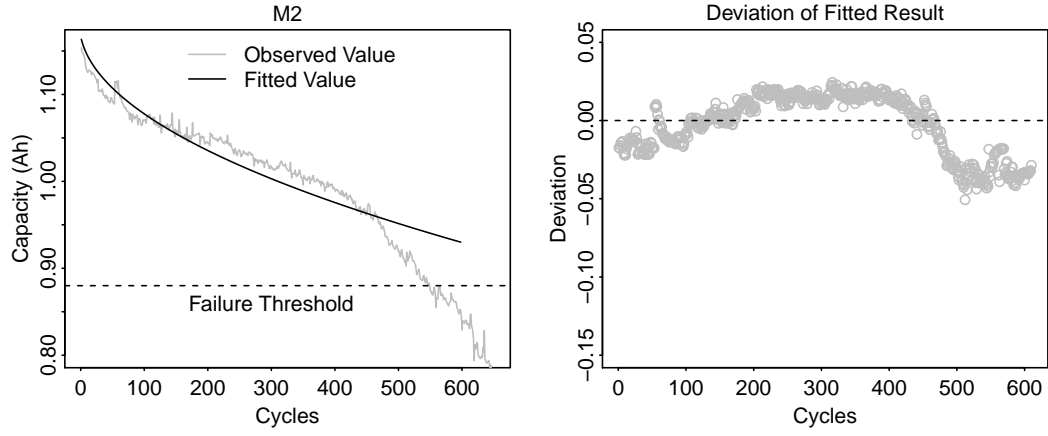 M2
Capacity (Ah)
1.10
1.00
0.90
0.80
Observed Value
Fitted Value
Failure Threshold
0 100 200 300 400 500 600
Cycles
Deviation of Fitted Result
Deviation
0.05
0.00
−0.05
−0.10
−0.15
0 100 200 300 400 500 600
Cycles